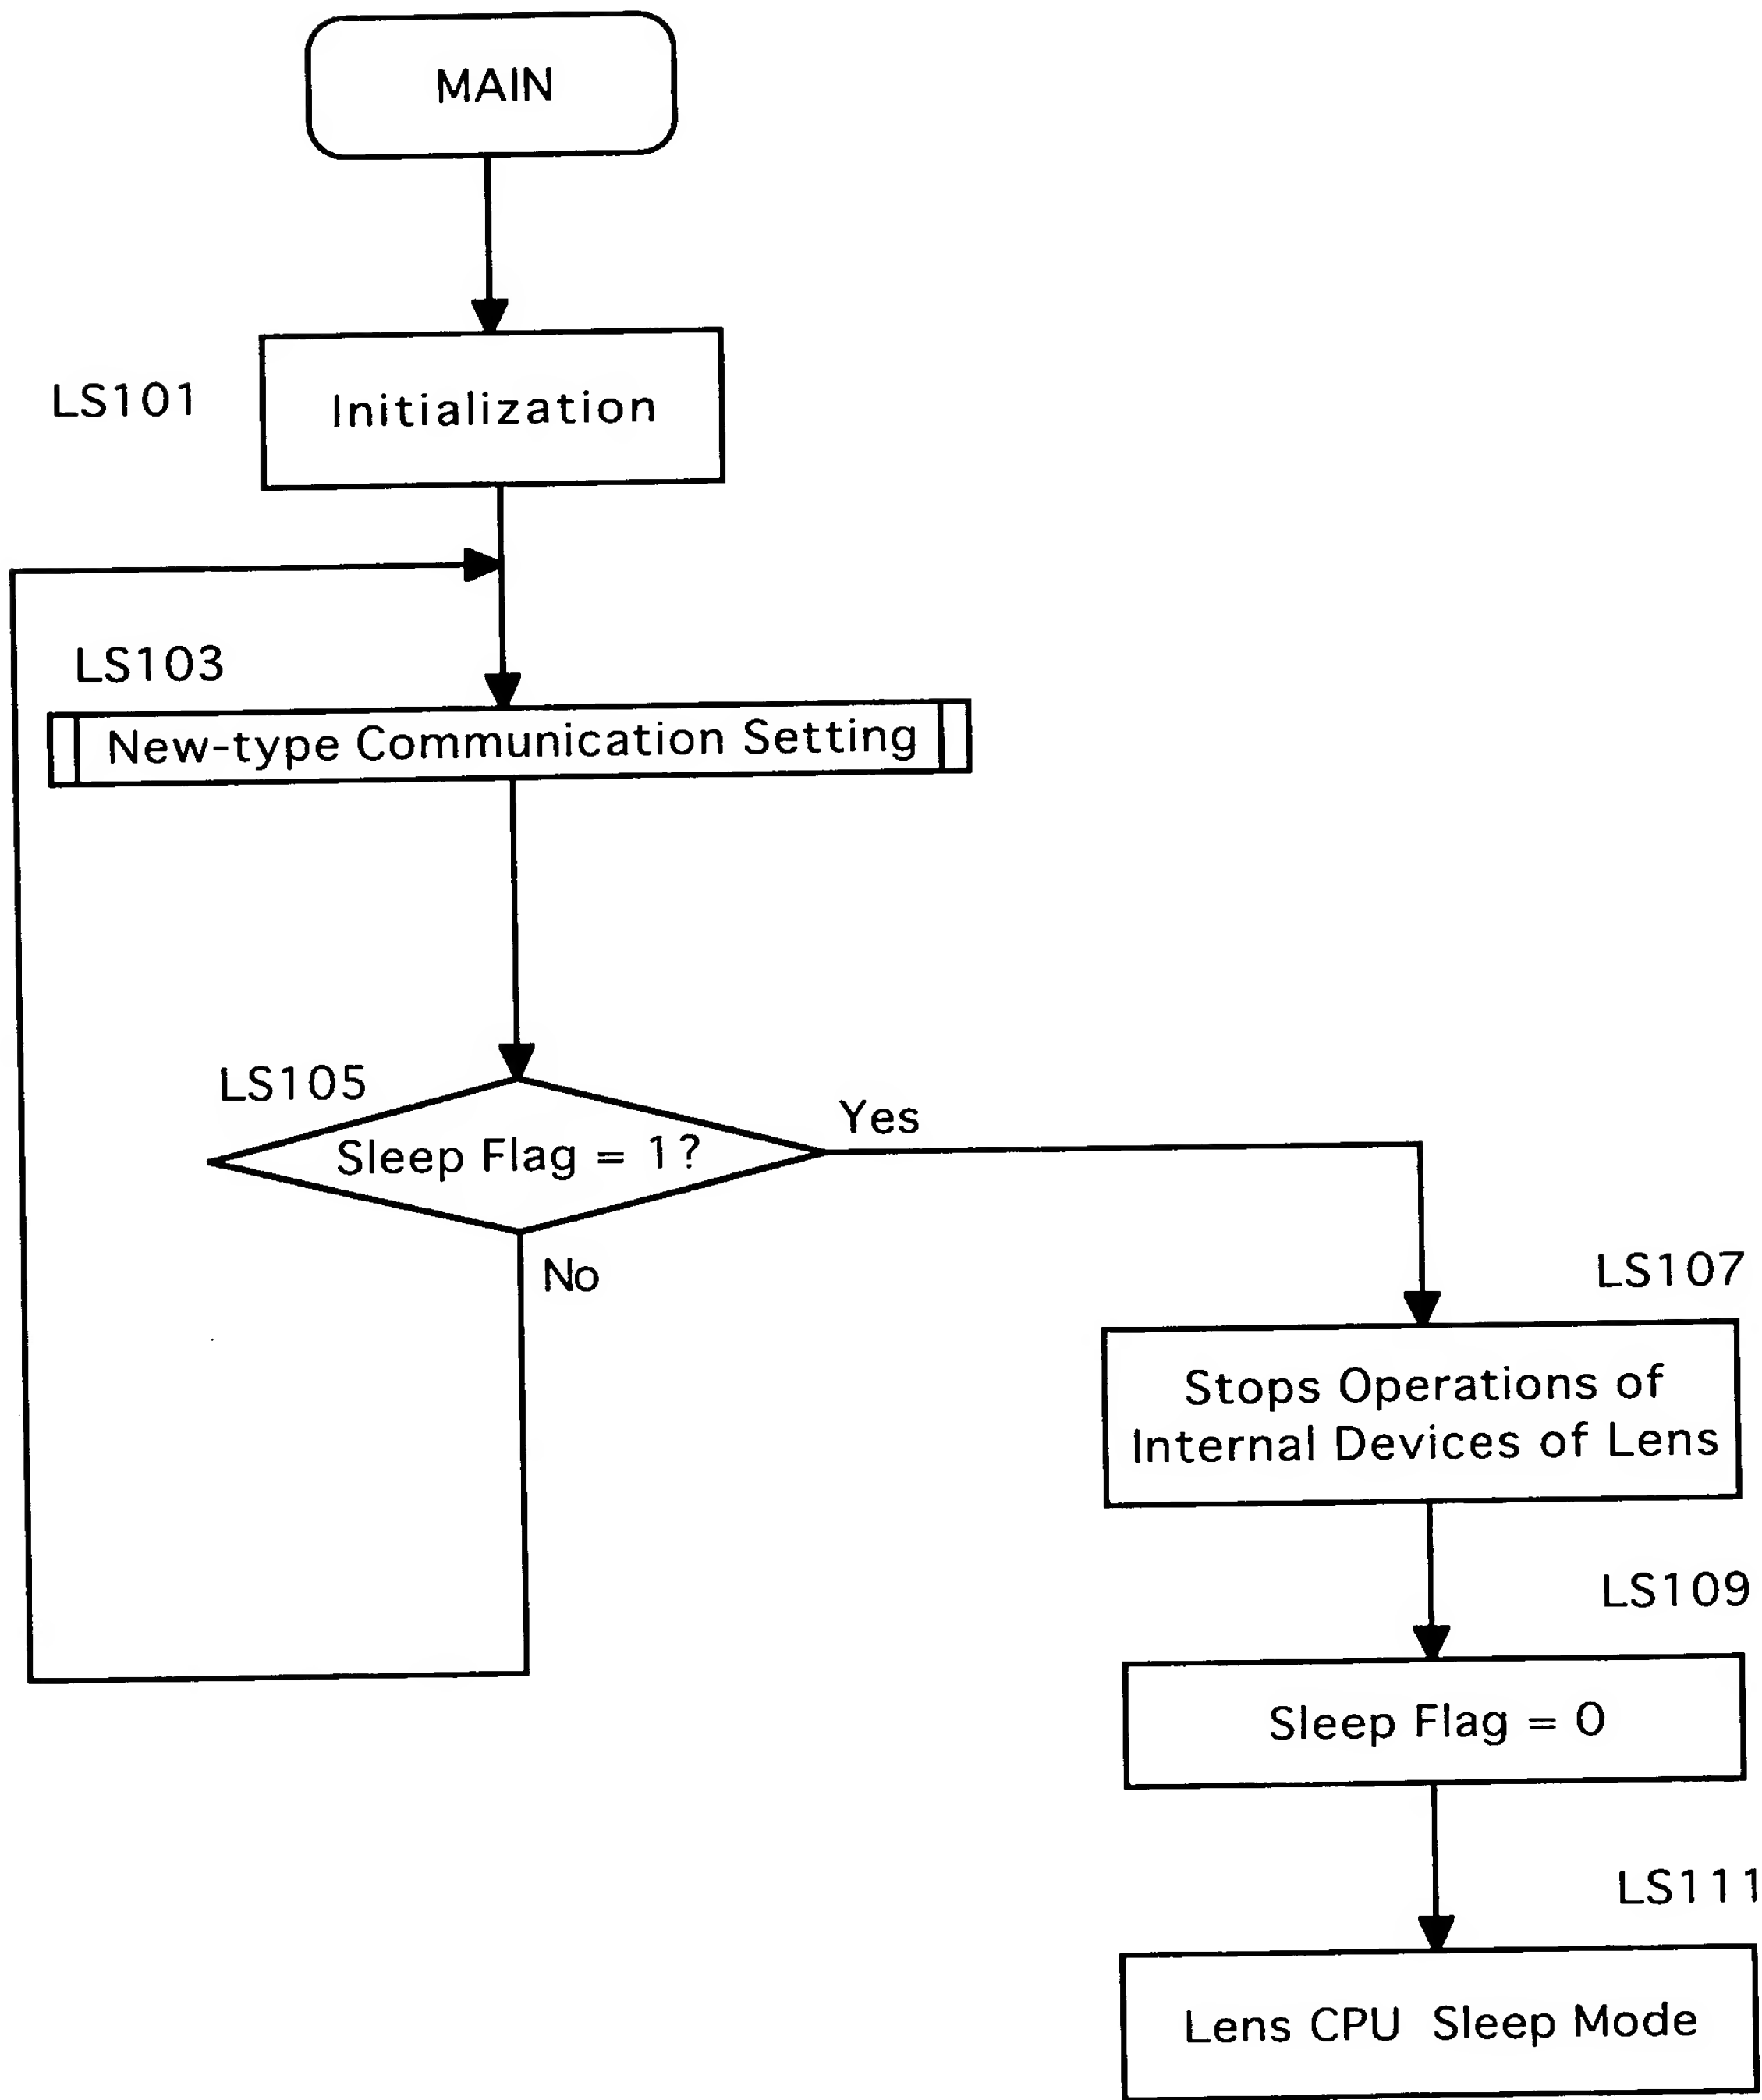 MAIN
LS101
Initialization
LS103
New-type Communication Setting
LS105
Sleep Flag = 1?
Yes
No
LS107
Stops Operations of
Internal Devices of Lens
LS109
Sleep Flag = 0
LS111
Lens CPU Sleep Mode